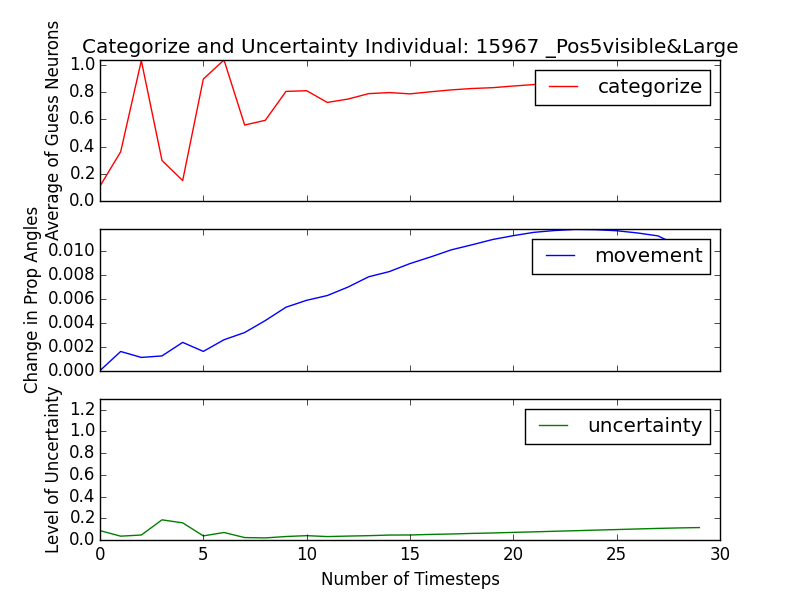 Categorize and Uncertainty Individual: 15967 _Pos5visible&Large
Average of Guess Neurons
1.0
0.8
0.6
0.4
0.2
0.0
categorize
Change in Prop Angles
0.010
0.008
0.006
0.004
0.002
0.000
movement
Level of Uncertainty
1.2
1.0
0.8
0.6
0.4
0.2
0.0
uncertainty
0 5 10 15 20 25 30
Number of Timesteps